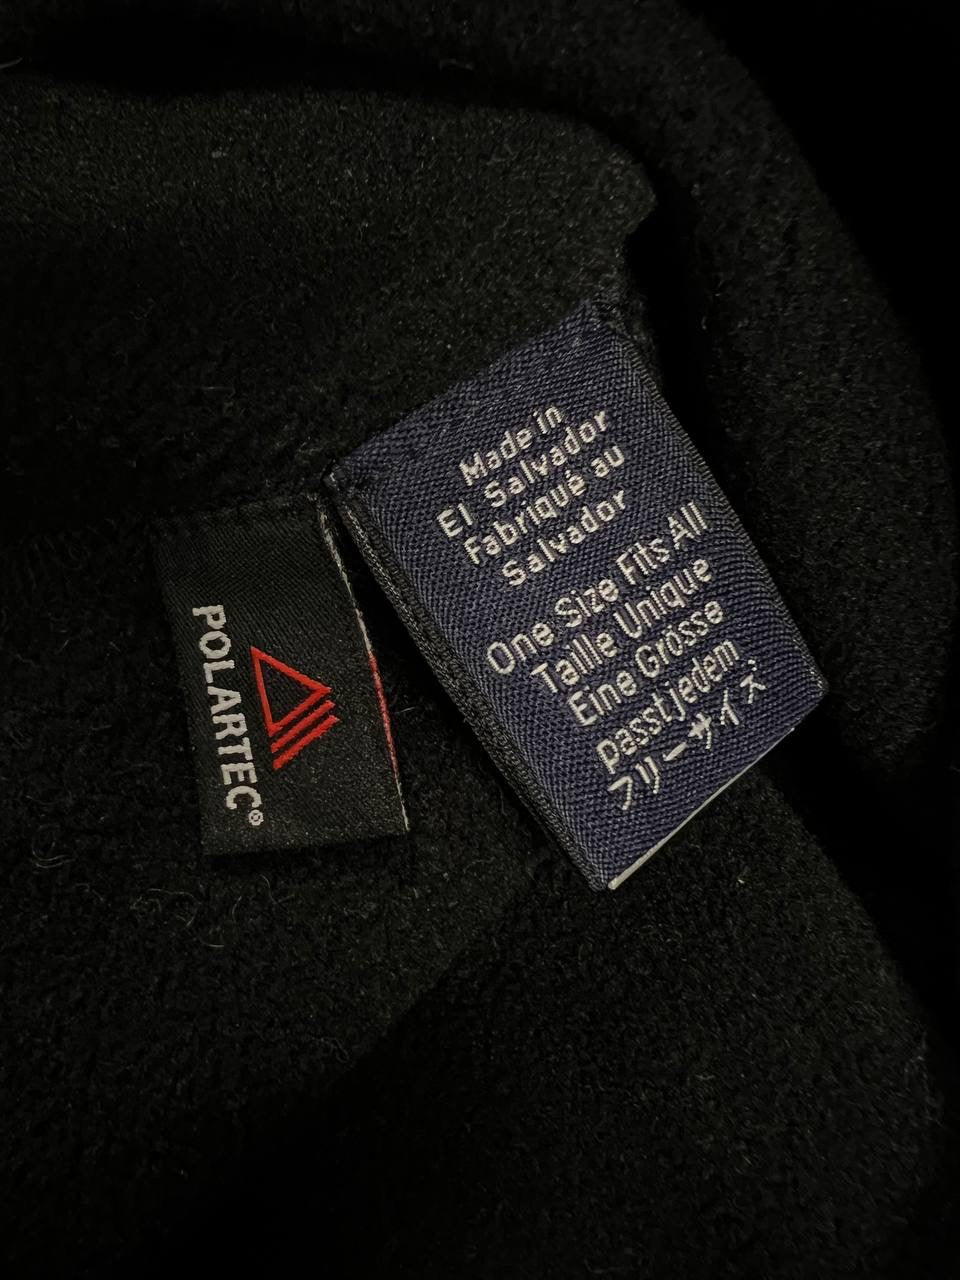 POLARTEC®
Made in
El Salvador
Fabriqué au
Salvador
One Size Fits All
Taille Unique
Eine Grösse
passt jedem
フリーサイズ